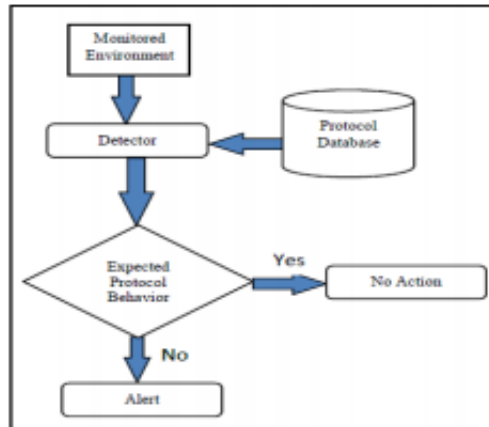 Monitored
Environment
Detector
Protocol
Database
Expected
Protocol
Behavior
Yes
No Action
No
Alert